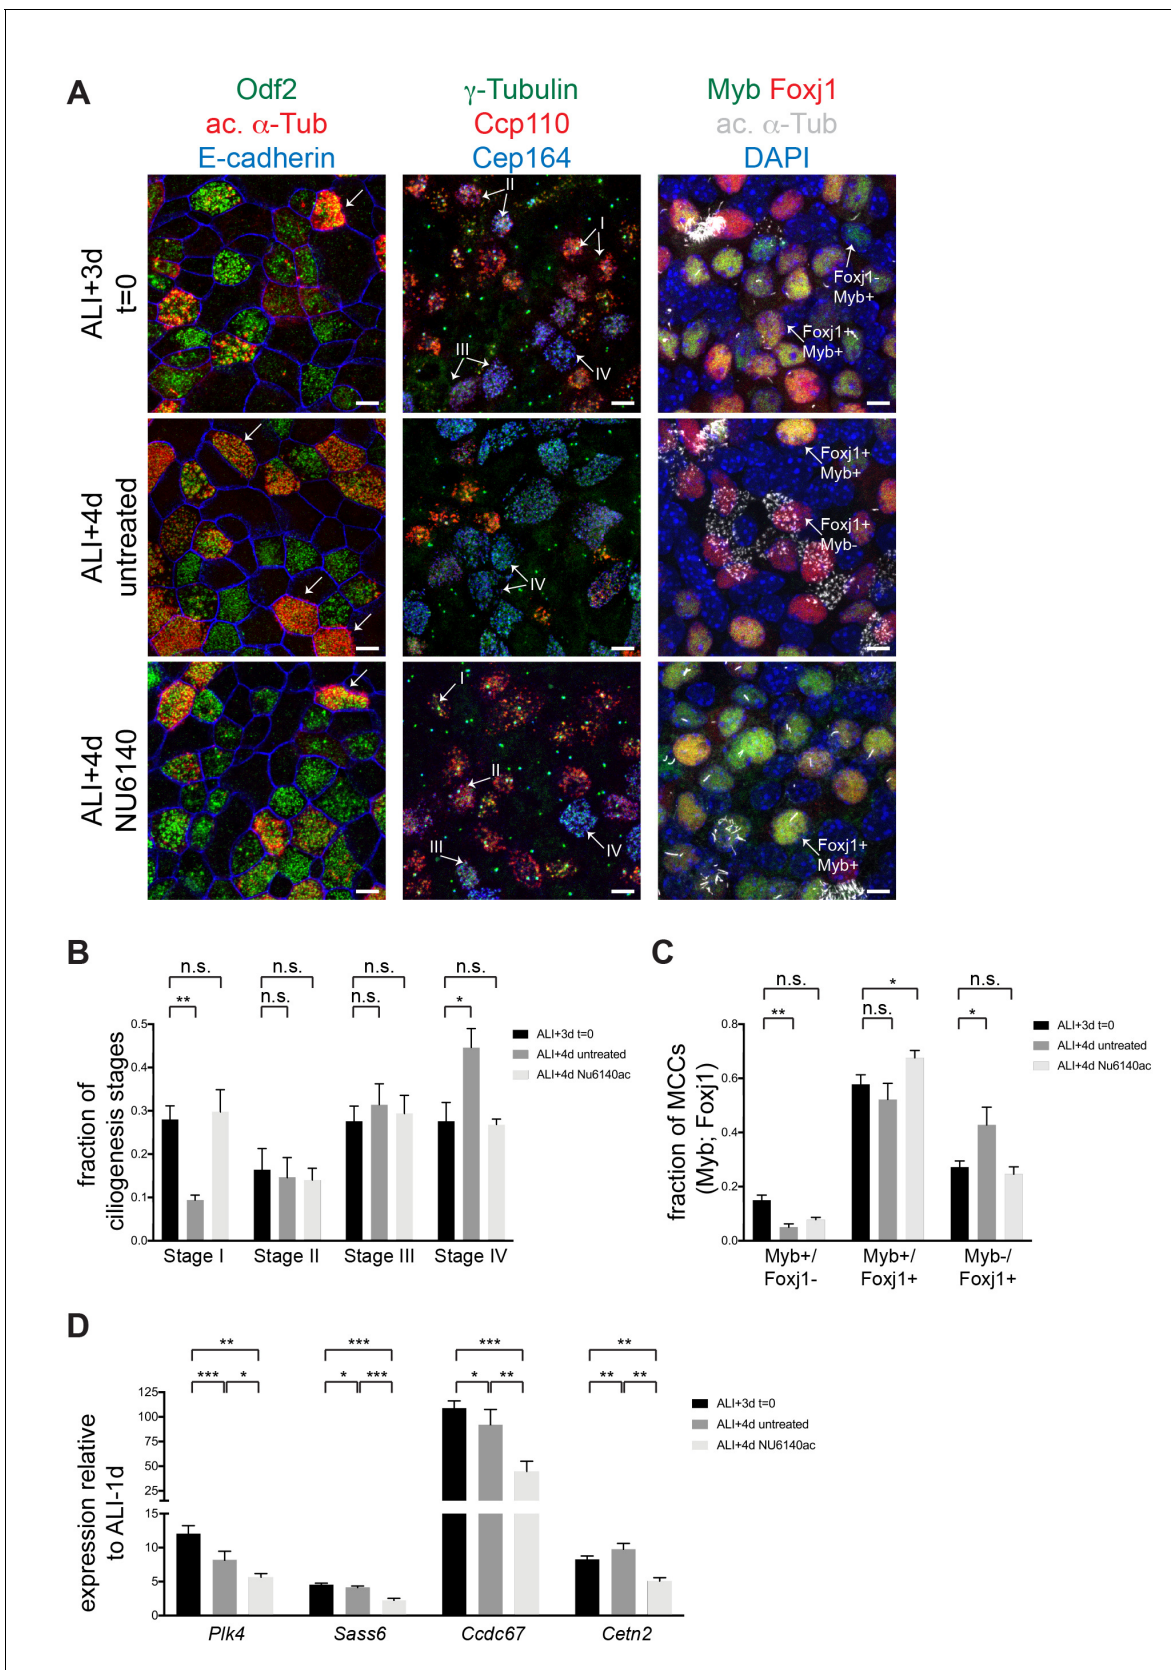 A
Odf2
ac. α-Tub
E-cadherin
γ-Tubulin
Ccp110
Cep164
Myb Foxj1
ac. α-Tub
DAPI
ALI+3d
t=0
II
I
III
IV
Foxj1-
Myb+
Foxj1+
Myb+
ALI+4d
untreated
IV
Foxj1+
Myb+
Foxj1+
Myb-
ALI+4d
NU6140
I
II
III
IV
Foxj1+
Myb+
B
n.s. n.s. n.s. n.s.
** n.s. n.s. *
fraction of
ciliogenesis stages
0.5
0.4
0.3
0.2
0.1
0.0
Stage I Stage II Stage III Stage IV
ALI+3d t=0
ALI+4d untreated
ALI+4d Nu6140ac
C
n.s. * n.s.
** n.s. *
fraction of MCCs
(Myb; Foxj1)
0.8
0.6
0.4
0.2
0.0
Myb+/ Myb+/ Myb-/
Foxj1- Foxj1+ Foxj1+
ALI+3d t=0
ALI+4d untreated
ALI+4d Nu6140ac
D
** *** *** **
*** * * *** * ** ** **
expression relative
to ALI-1d
125
100
75
50
25
15
10
5
0
Plk4 Sass6 Ccdc67 Cetn2
ALI+3d t=0
ALI+4d untreated
ALI+4d NU6140ac